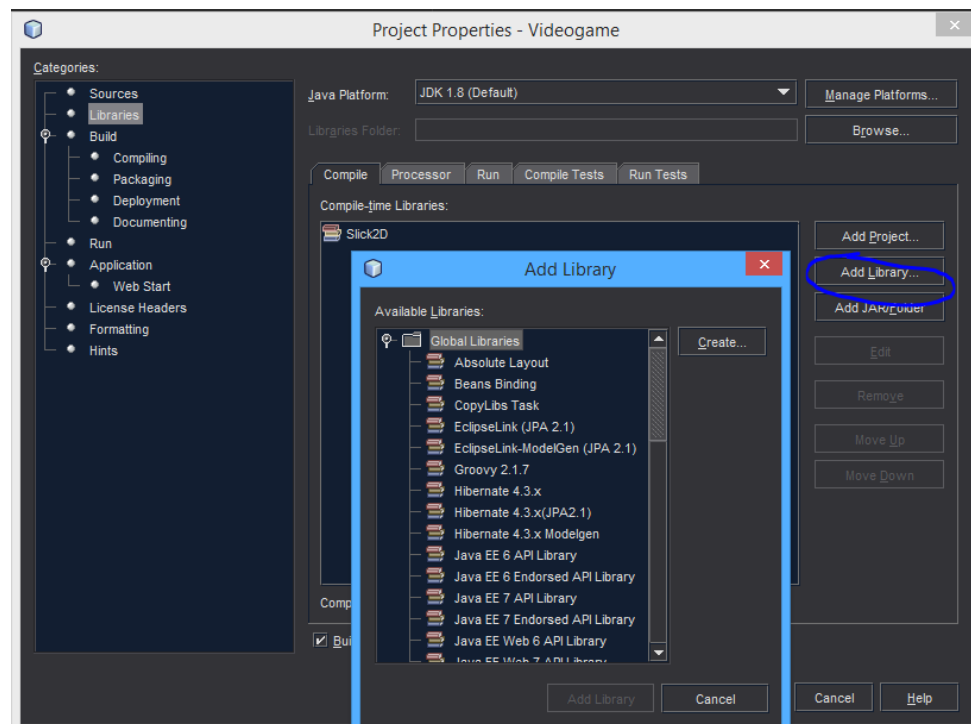 Project Properties - Videogame
Categories:
Sources
Libraries
Build
Compiling
Packaging
Deployment
Documenting
Run
Application
Web Start
License Headers
Formatting
Hints
Java Platform:
JDK 1.8 (Default)
Manage Platforms...
Libraries Folder:
Browse...
Compile
Processor
Run
Compile Tests
Run Tests
Compile-time Libraries:
Slick2D
Add Project...
Add Library...
Add JAR/Folder
Edit
Remove
Move Up
Move Down
Add Library
Available Libraries:
Global Libraries
Absolute Layout
Beans Binding
CopyLibs Task
EclipseLink (JPA 2.1)
EclipseLink-ModelGen (JPA 2.1)
Groovy 2.1.7
Hibernate 4.3.x
Hibernate 4.3.x(JPA2.1)
Hibernate 4.3.x Modelgen
Java EE 6 API Library
Java EE 6 Endorsed API Library
Java EE 7 API Library
Java EE 7 Endorsed API Library
Java EE Web 6 API Library
Java EE Web 7 API Library
Create...
Add Library
Cancel
Comp
Bui
Cancel
Help